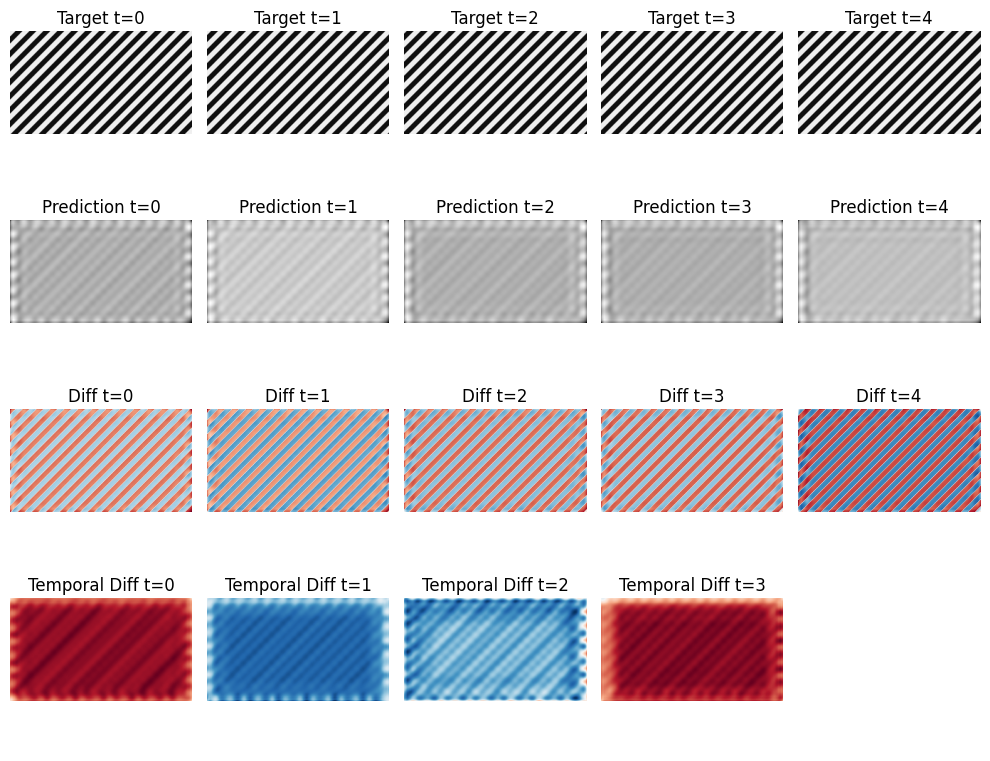 Target t=0 Target t=1 Target t=2 Target t=3 Target t=4
Prediction t=0 Prediction t=1 Prediction t=2 Prediction t=3 Prediction t=4
Diff t=0 Diff t=1 Diff t=2 Diff t=3 Diff t=4
Temporal Diff t=0 Temporal Diff t=1 Temporal Diff t=2 Temporal Diff t=3